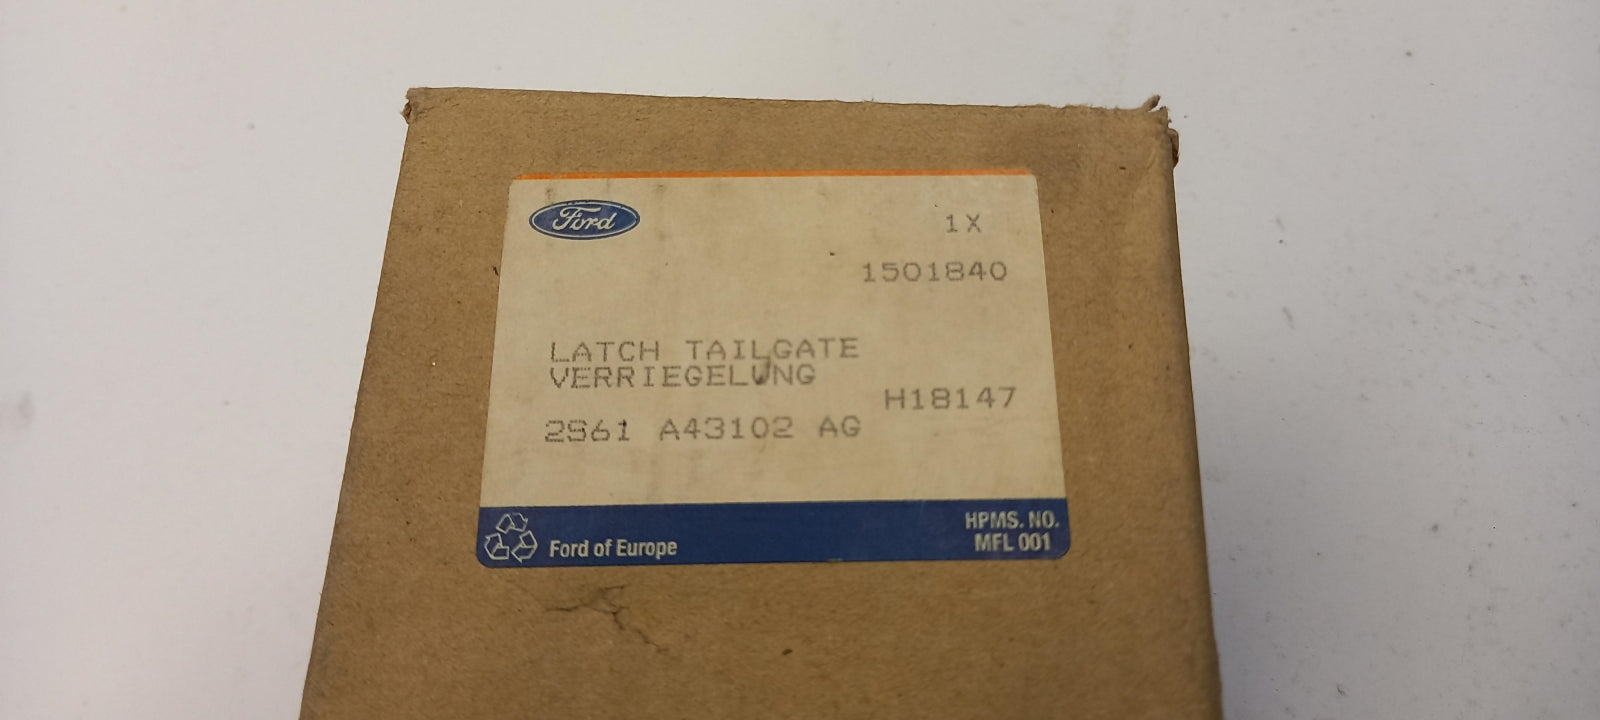 Ford
1X
1501840
LATCH TAILGATE
VERRIEGELUNG
H18147
2S61 A43102 AG
Ford of Europe
HPMS. NO.
MFL 001